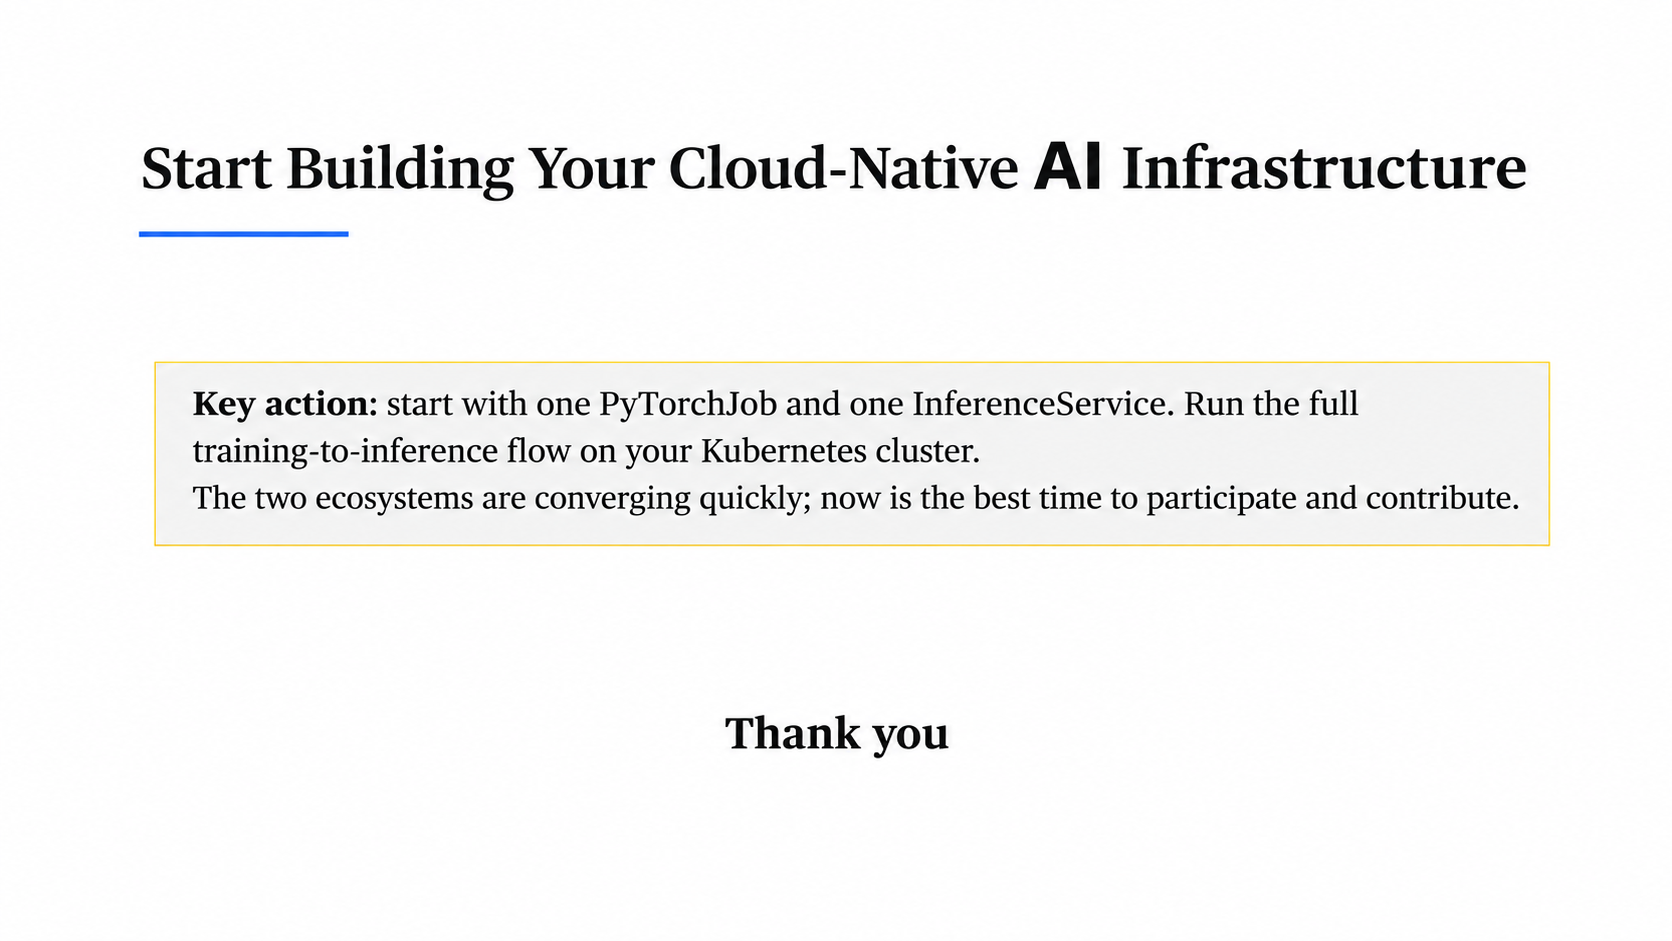 Start Building Your Cloud-Native AI Infrastructure
Key action: start with one PyTorchJob and one InferenceService. Run the full
training-to-inference flow on your Kubernetes cluster.
The two ecosystems are converging quickly; now is the best time to participate and contribute.
Thank you